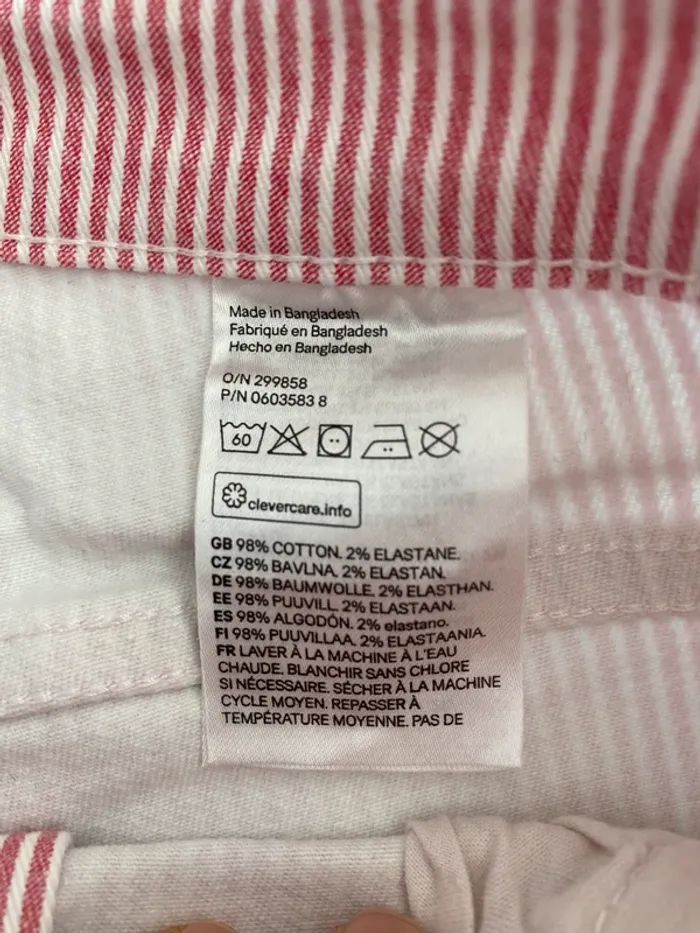 Made in Bangladesh
Fabriqué en Bangladesh
Hecho en Bangladesh
O/N 299858
P/N 0603583 8
60
clevercare.info
GB 98% COTTON. 2% ELASTANE.
CZ 98% BAVLNA. 2% ELASTAN.
DE 98% BAUMWOLLE. 2% ELASTHAN.
EE 98% PUUVILL. 2% ELASTAAN.
ES 98% ALGODÓN. 2% elastano.
FI 98% PUUVILLAA. 2% ELASTAANIA.
FR LAVER À LA MACHINE À L'EAU
CHAUDE. BLANCHIR SANS CHLORE
SI NÉCESSAIRE. SÉCHER À LA MACHINE
CYCLE MOYEN. REPASSER À
TEMPÉRATURE MOYENNE. PAS DE